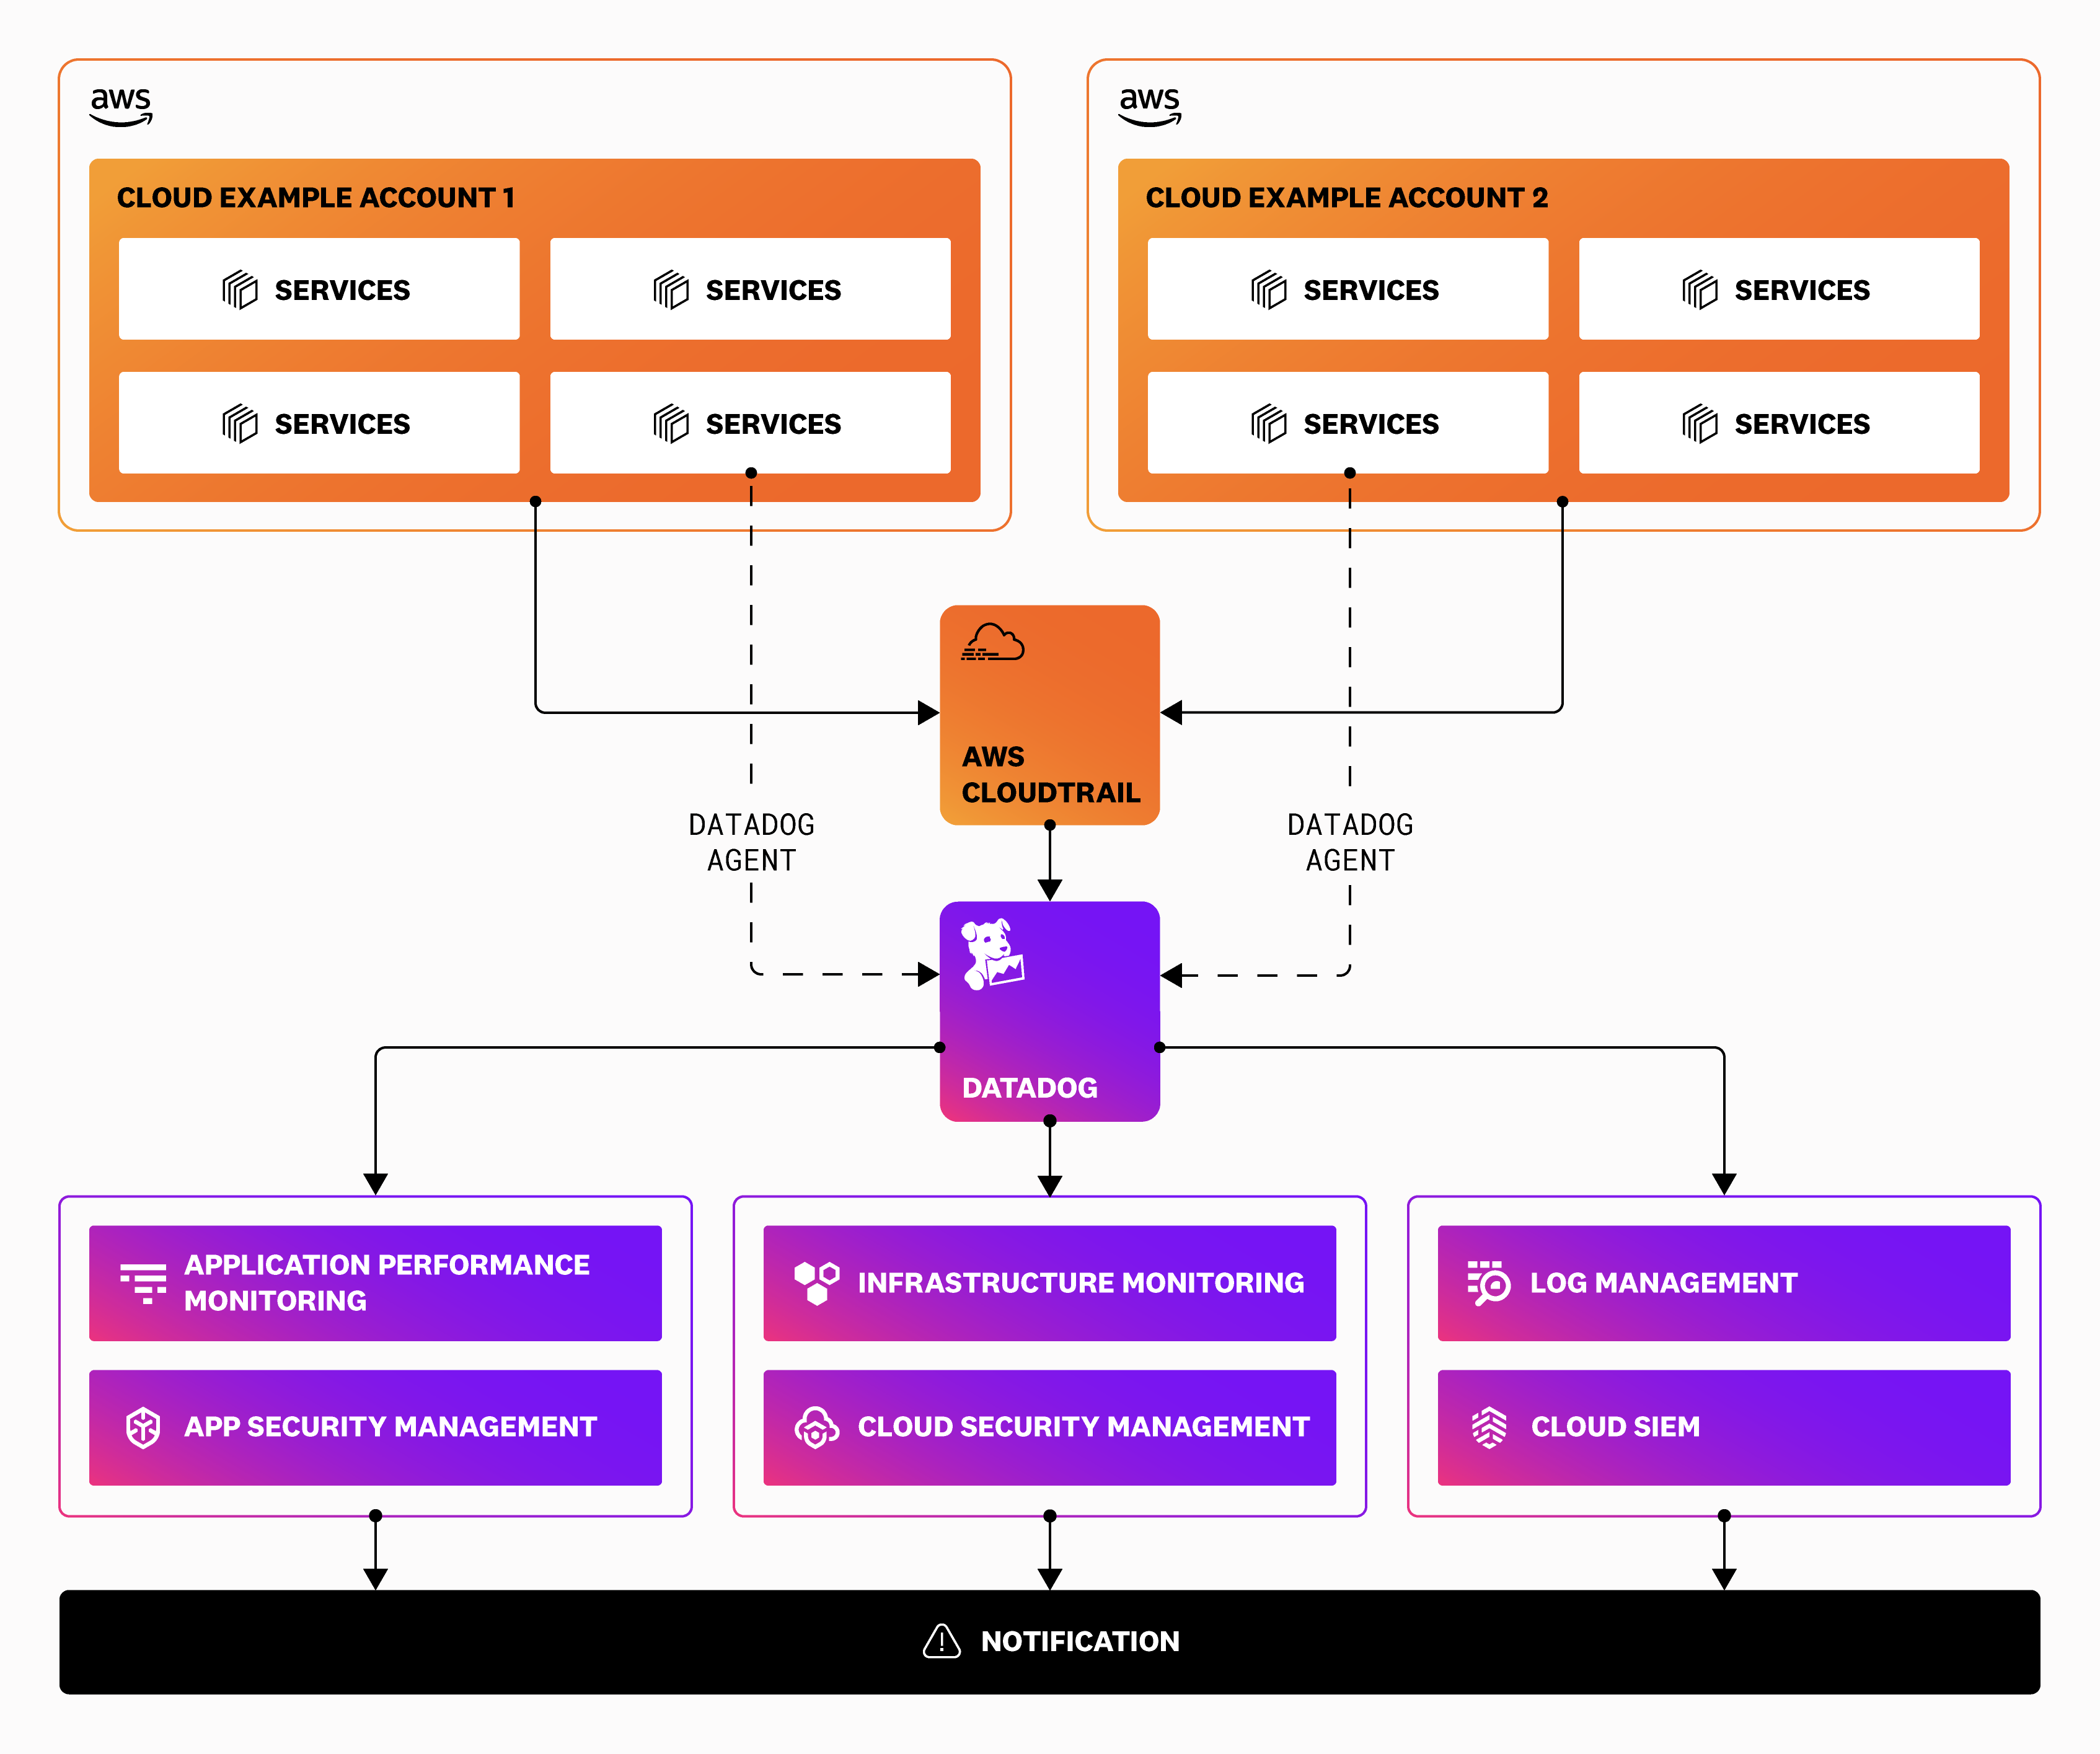 aws
CLOUD EXAMPLE ACCOUNT 1
SERVICES
SERVICES
SERVICES
SERVICES
aws
CLOUD EXAMPLE ACCOUNT 2
SERVICES
SERVICES
SERVICES
SERVICES
AWS
CLOUDTRAIL
DATADOG
AGENT
DATADOG
AGENT
DATADOG
APPLICATION PERFORMANCE
MONITORING
APP SECURITY MANAGEMENT
INFRASTRUCTURE MONITORING
CLOUD SECURITY MANAGEMENT
LOG MANAGEMENT
CLOUD SIEM
NOTIFICATION